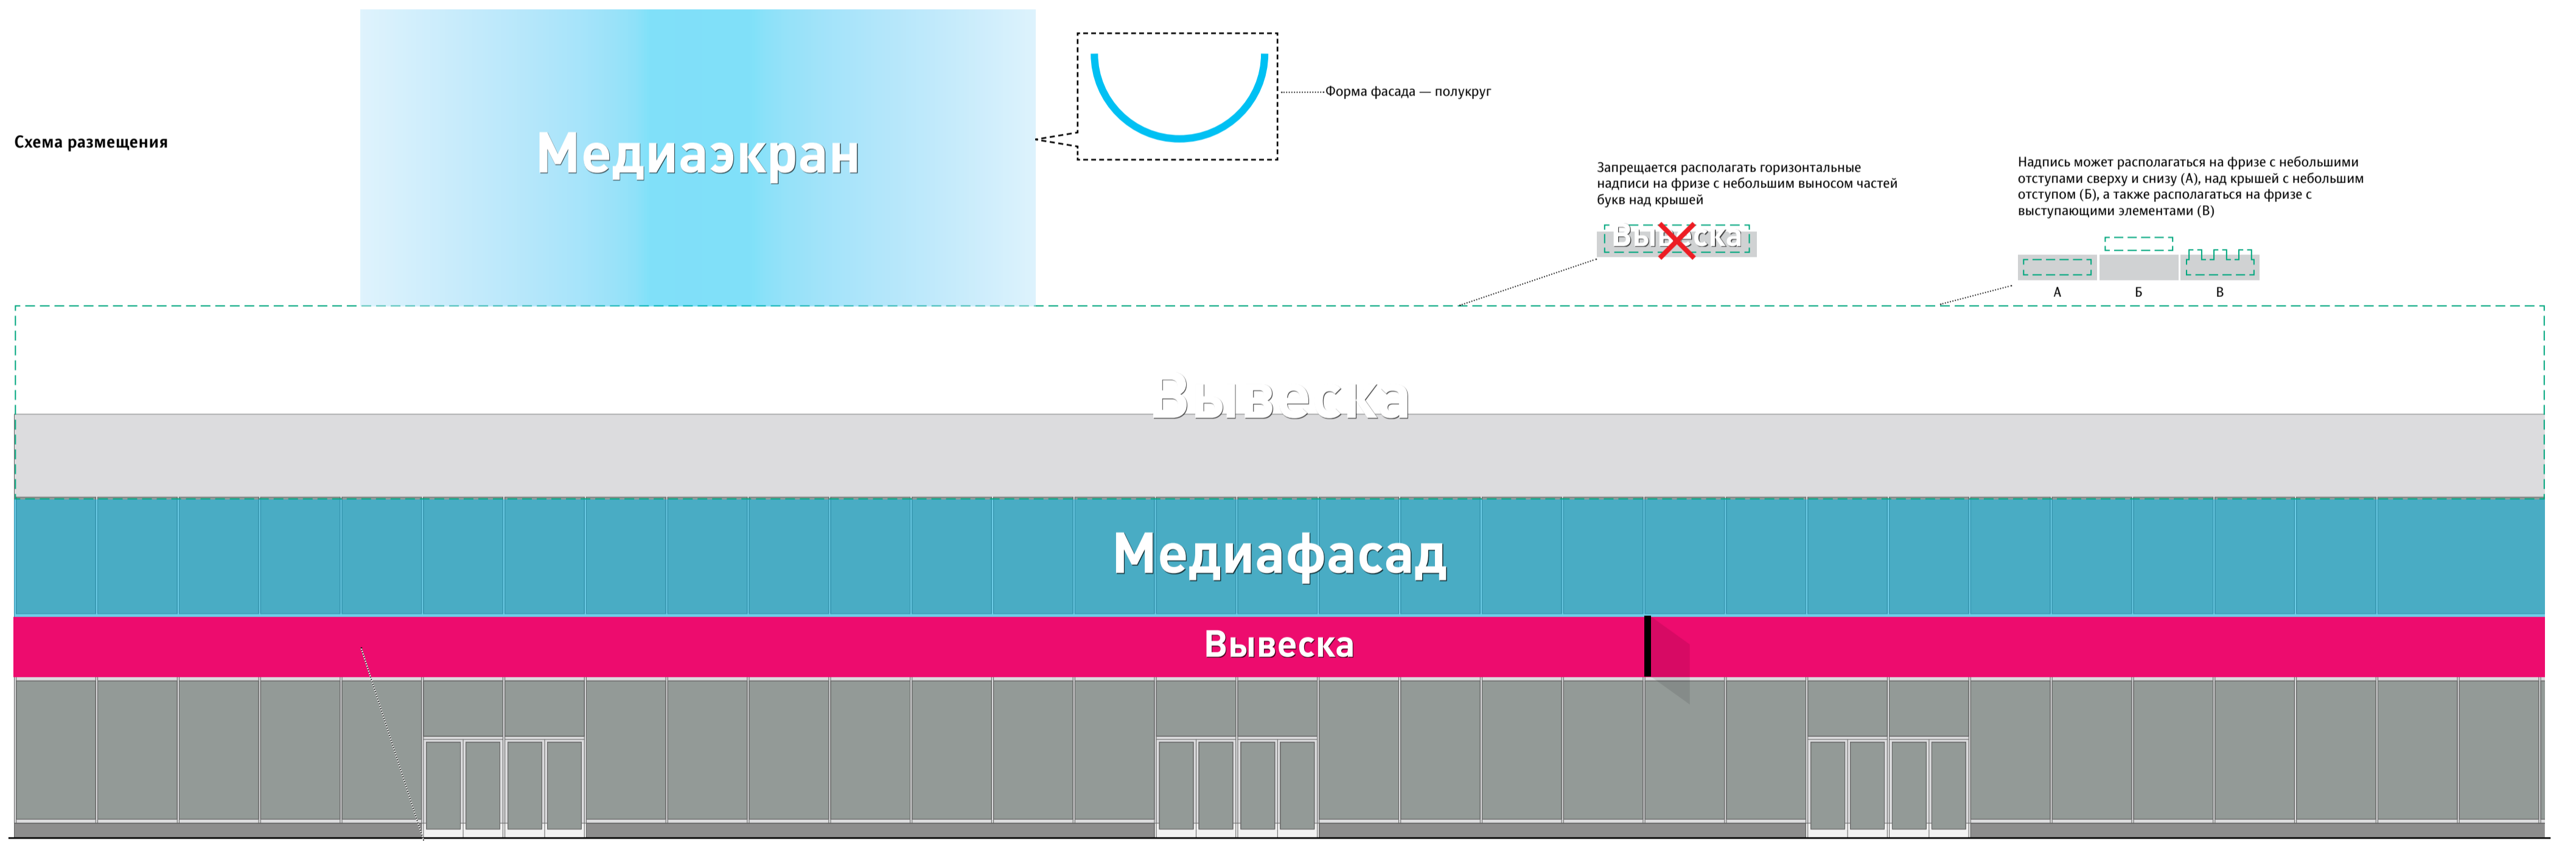 Медиаэкран
Форма фасада — полукруг
Схема размещения
Запрещается располагать горизонтальные
надписи на фризе с небольшим выносом частей
букв над крышей
Вывеска
Надпись может располагаться на фризе с небольшими
отступами сверху и снизу (А), над крышей с небольшим
отступом (Б), а также располагаться на фризе с
выступающими элементами (В)
А
Б
В
Вывеска
Медиафасад
Вывеска